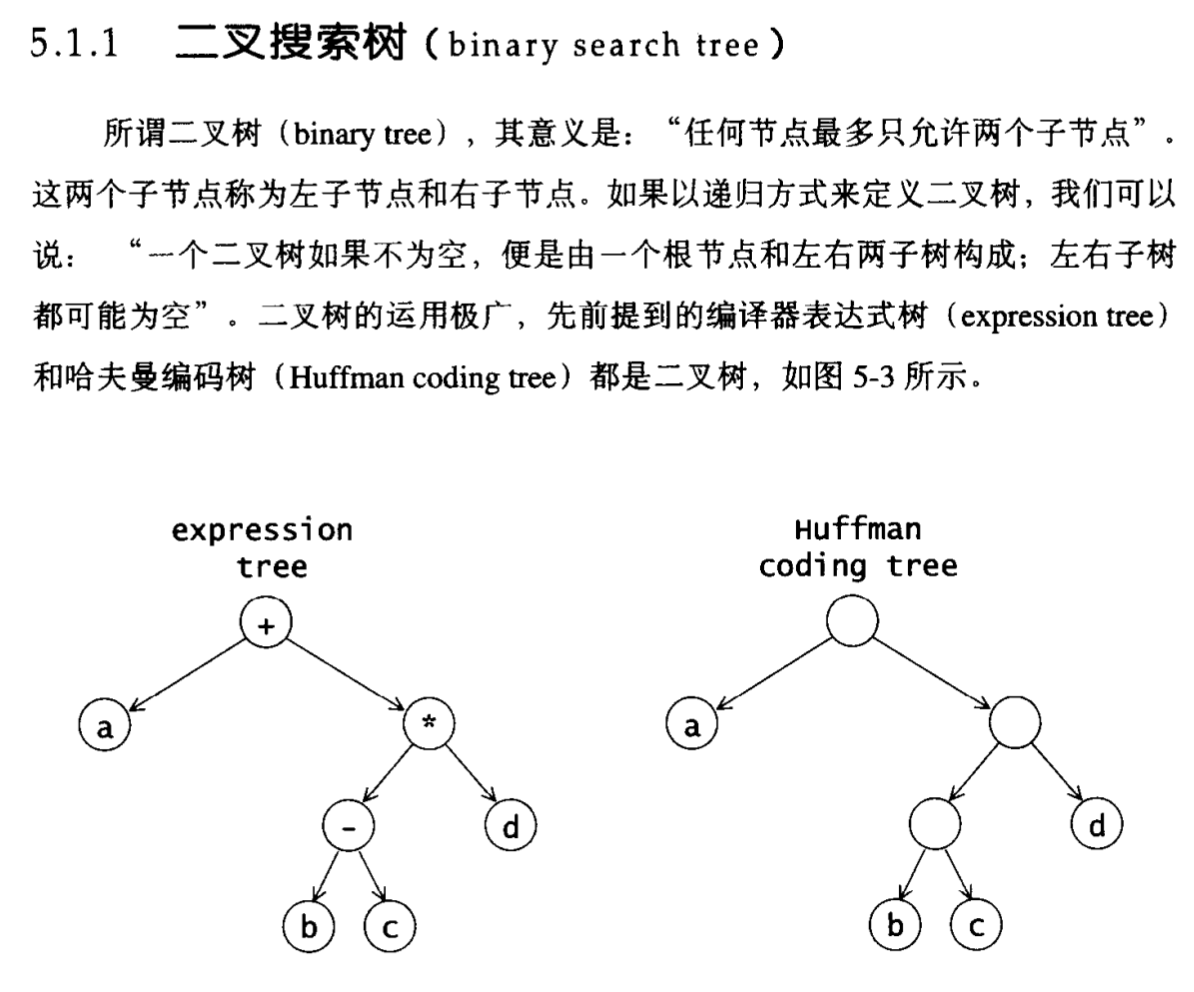 5.1.1 二叉搜索树（binary search tree）
所谓二叉树（binary tree），其意义是：“任何节点最多只允许两个子节点”。
这两个子节点称为左子节点和右子节点。如果以递归方式来定义二叉树，我们可以
说： “一个二叉树如果不为空，便是由一个根节点和左右两子树构成；左右子树
都可能为空”。二叉树的运用极广，先前提到的编译器表达式树（expression tree）
和哈夫曼编码树（Huffman coding tree）都是二叉树，如图 5-3 所示。
expression
tree
+
a
*
-
d
b
c
Huffman
coding tree
a
d
b
c